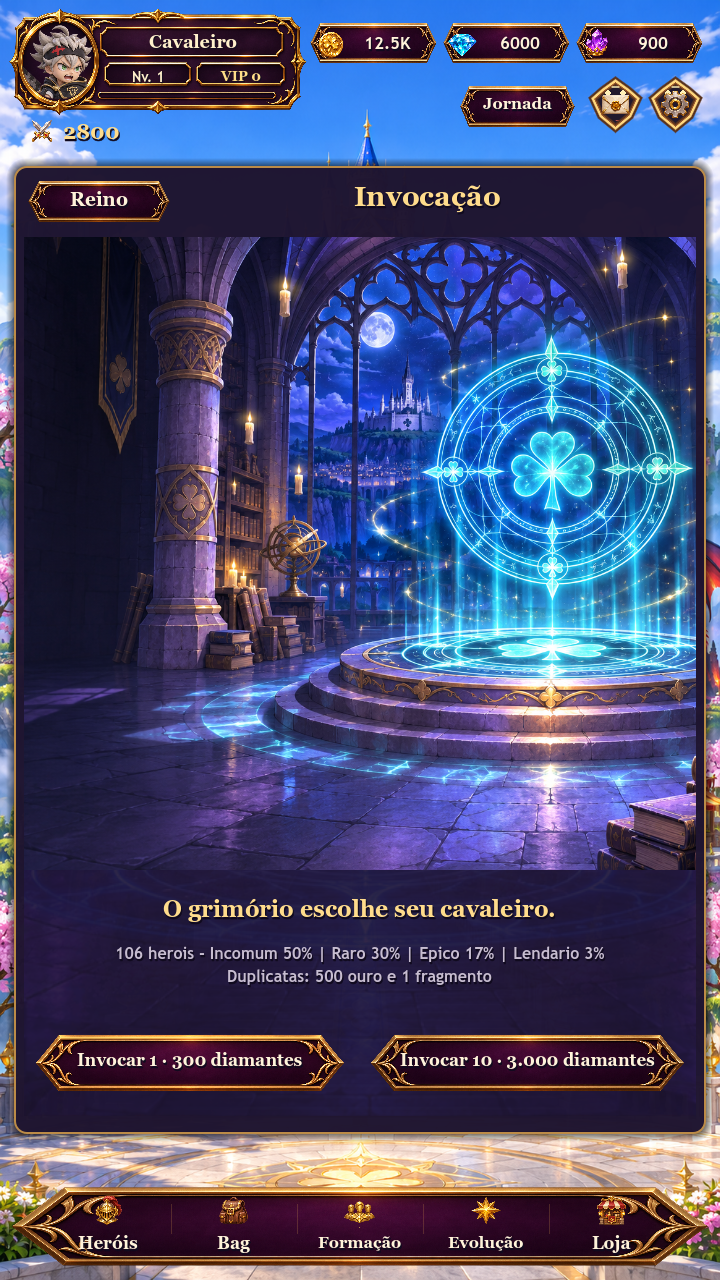 Cavaleiro
12.5K
6000
900
Nv. 1
VIP 0
Jornada
2800
Reino
Invocação
O grimório escolhe seu cavaleiro.
106 herois - Incomum 50% | Raro 30% | Epico 17% | Lendario 3%
Duplicatas: 500 ouro e 1 fragmento
Invocar 1 · 300 diamantes
Invocar 10 · 3.000 diamantes
Heróis
Bag
Formação
Evolução
Loja